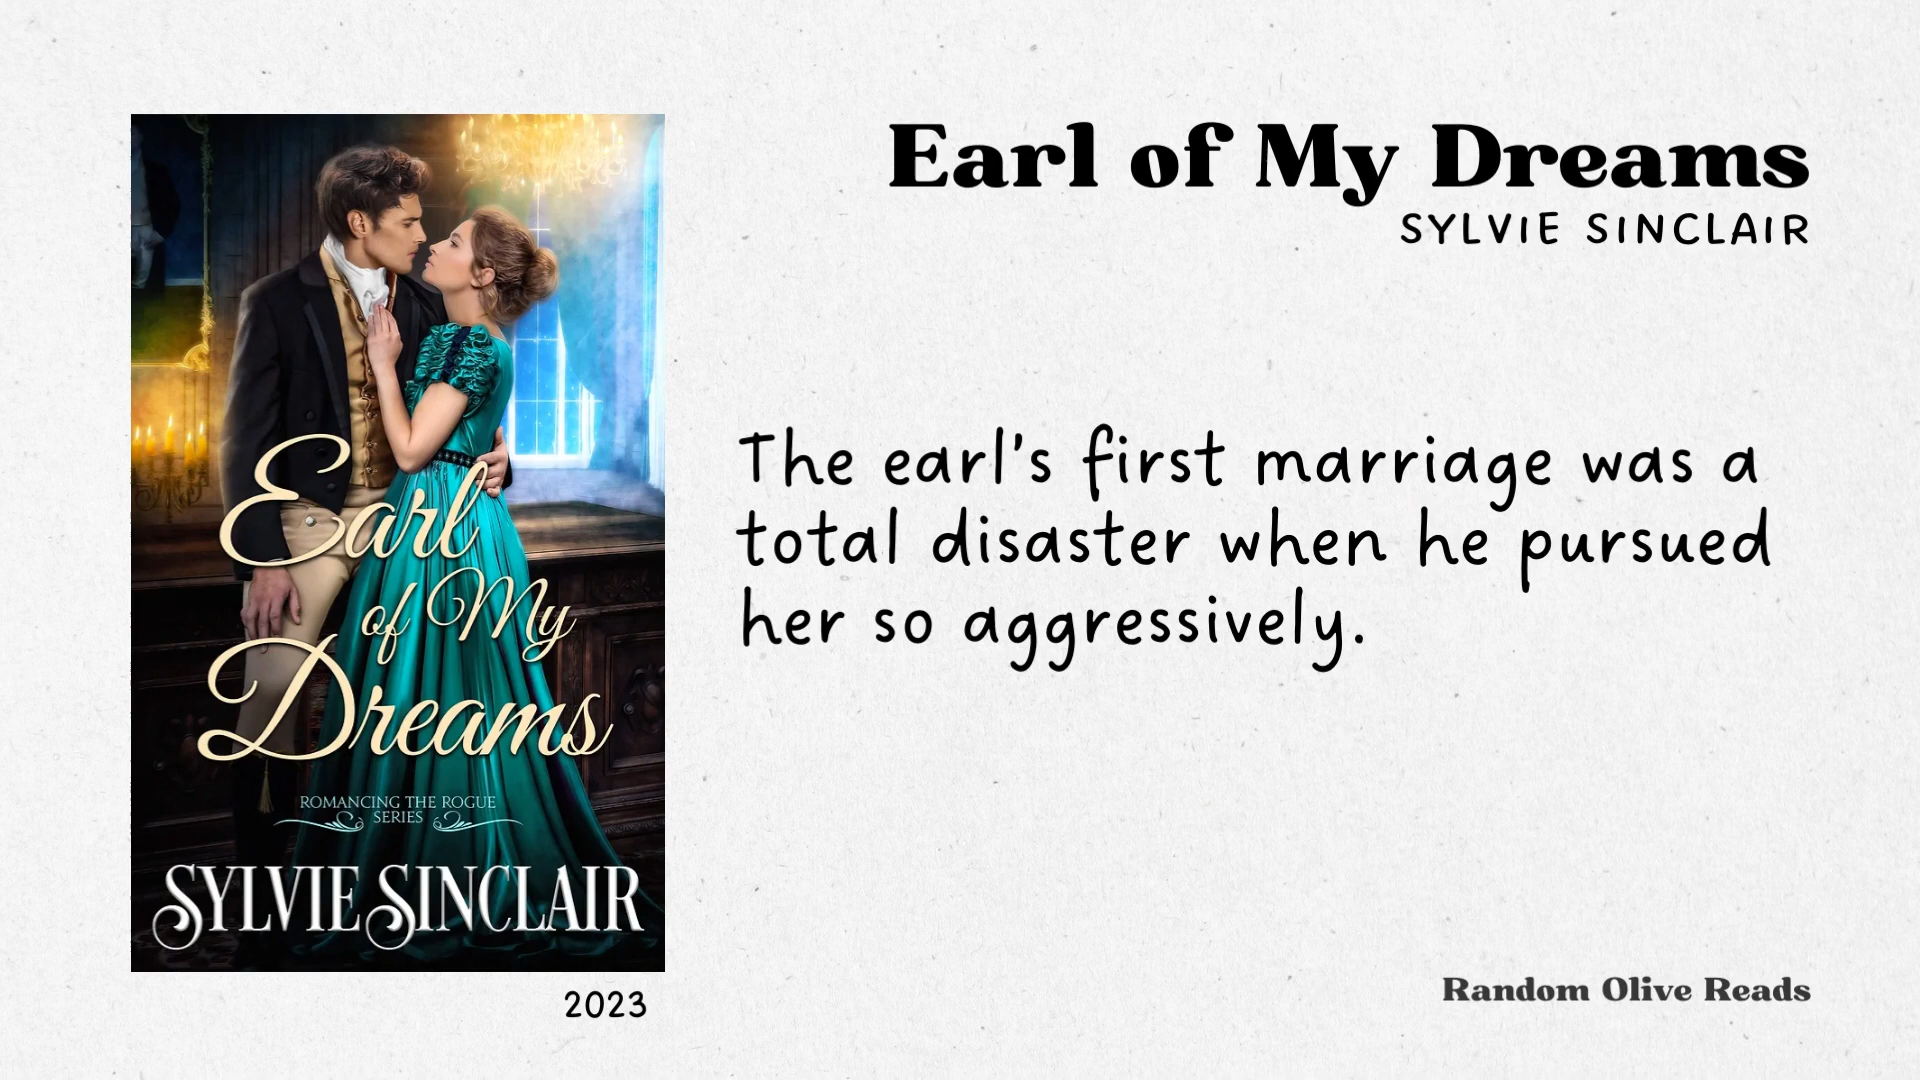 Earl
of My
Dreams
ROMANCING THE ROGUE
SERIES
SYLVIE SINCLAIR
2023
Earl of My Dreams
SYLVIE SINCLAIR
The earl's first marriage was a
total disaster when he pursued
her so aggressively.
Random Olive Reads